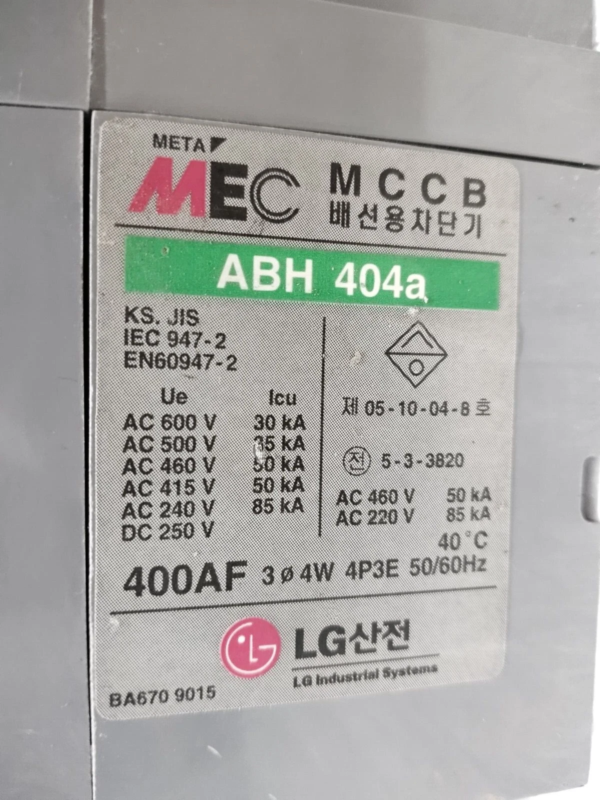 META
MEC
MCCB
배선용차단기
ABH 404a
KS. JIS
IEC 947-2
EN60947-2
Ue Icu
AC 600 V 30 kA
AC 500 V 35 kA
AC 460 V 50 kA
AC 415 V 50 kA
AC 240 V 85 kA
DC 250 V
제 05-10-04-8 호
전 5-3-3820
AC 460 V 50 kA
AC 220 V 85 kA
40°C
400AF 3ø4W 4P3E 50/60Hz
LG산전
LG Industrial Systems
BA670 9015